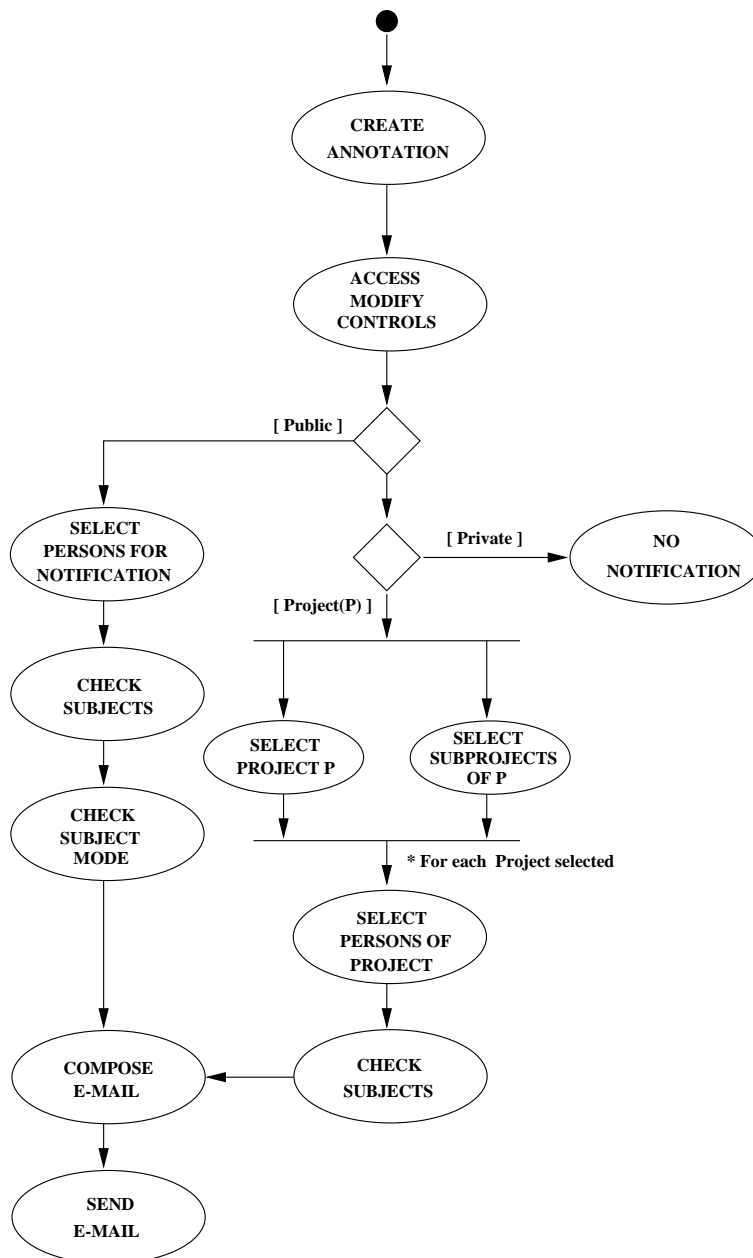 CREATE
ANNOTATION
ACCESS
MODIFY
CONTROLS
[ Public ]
SELECT
PERSONS FOR
NOTIFICATION
[ Private ]
NO
NOTIFICATION
[ Project(P) ]
CHECK
SUBJECTS
SELECT
PROJECT P
SELECT
SUBPROJECTS
OF P
CHECK
SUBJECT
MODE
* For each Project selected
SELECT
PERSONS OF
PROJECT
COMPOSE
E-MAIL
CHECK
SUBJECTS
SEND
E-MAIL